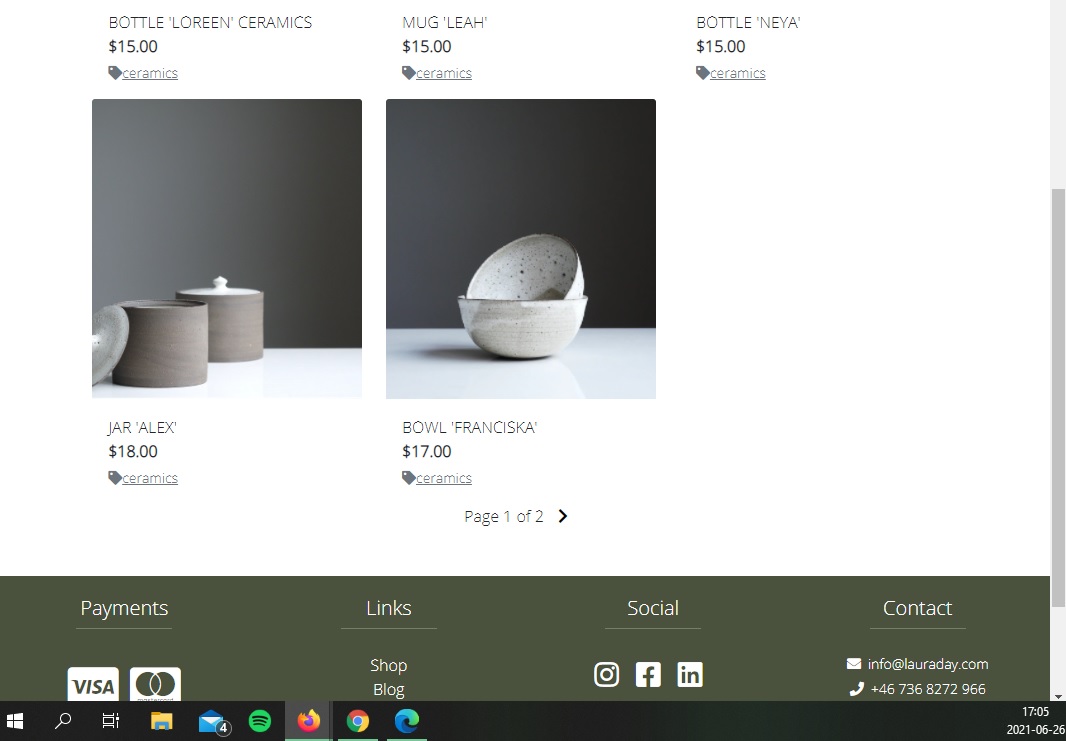 BOTTLE 'LOREEN' CERAMICS
$15.00
ceramics
MUG 'LEAH'
$15.00
ceramics
BOTTLE 'NEYA'
$15.00
ceramics
JAR 'ALEX'
$18.00
ceramics
BOWL 'FRANCISKA'
$17.00
ceramics
Page 1 of 2
Payments
VISA
Links
Shop
Blog
Social
Contact
info@lauraday.com
+46 736 8272 966
4
17:05
2021-06-26